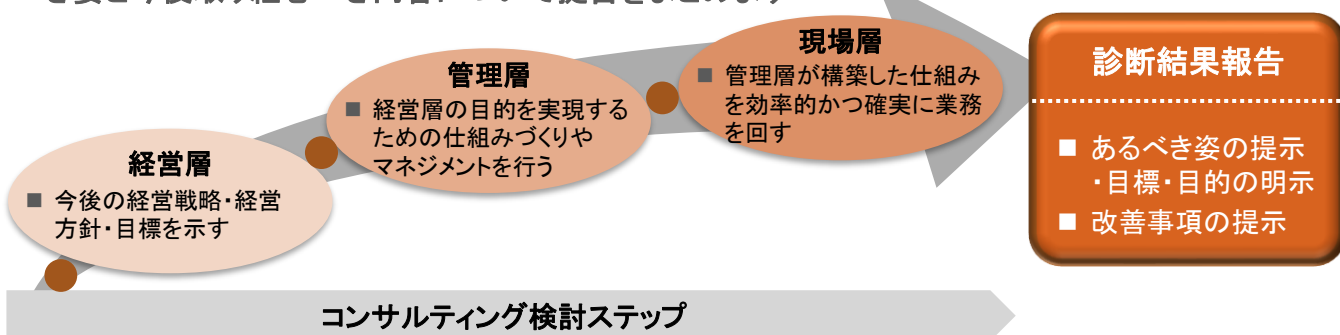 経営層
■ 今後の経営戦略・経営
方針・目標を示す
管理層
■ 経営層の目的を実現する
ための仕組みづくりや
マネジメントを行う
現場層
■ 管理層が構築した仕組み
を効率的かつ確実に業務
を回す
診断結果報告
■ あるべき姿の提示
・目標・目的の明示
■ 改善事項の提示
コンサルティング検討ステップ